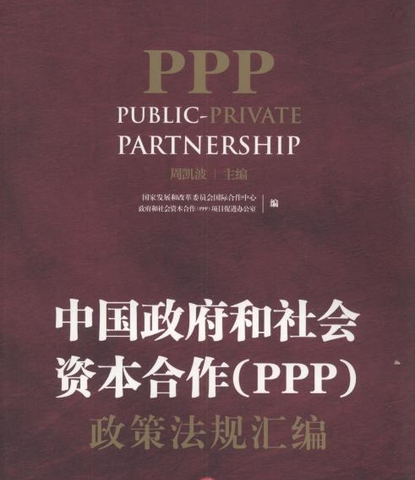 PPP
PUBLIC-PRIVATE
PARTNERSHIP
周凯波 | 主编
国家发展和改革委员会国际合作中心
政府和社会资本合作(PPP)项目促进办公室 | 编
中国政府和社会
资本合作(PPP)
政策法规汇编